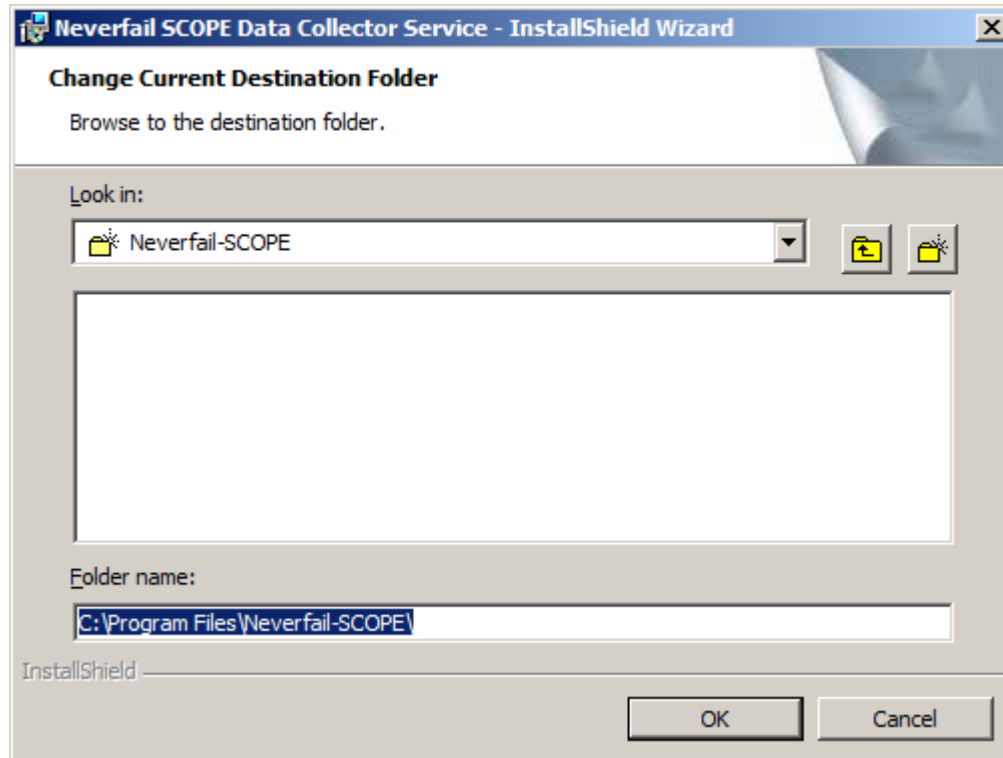 Neverfail SCOPE Data Collector Service - InstallShield Wizard
Change Current Destination Folder
Browse to the destination folder.
Look in:
Neverfail-SCOPE
Folder name:
C:\Program Files\Neverfail-SCOPE\
InstallShield
OK
Cancel